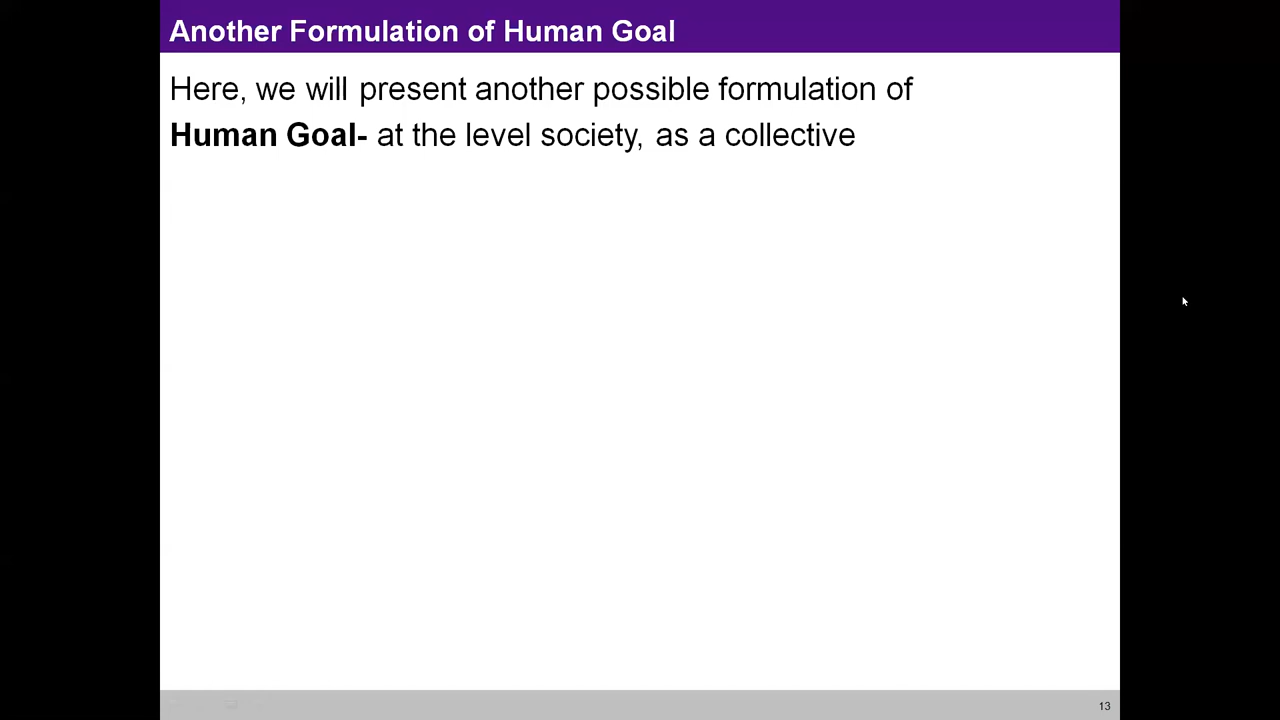 Another Formulation of Human Goal
Here, we will present another possible formulation of
Human Goal- at the level society, as a collective
13